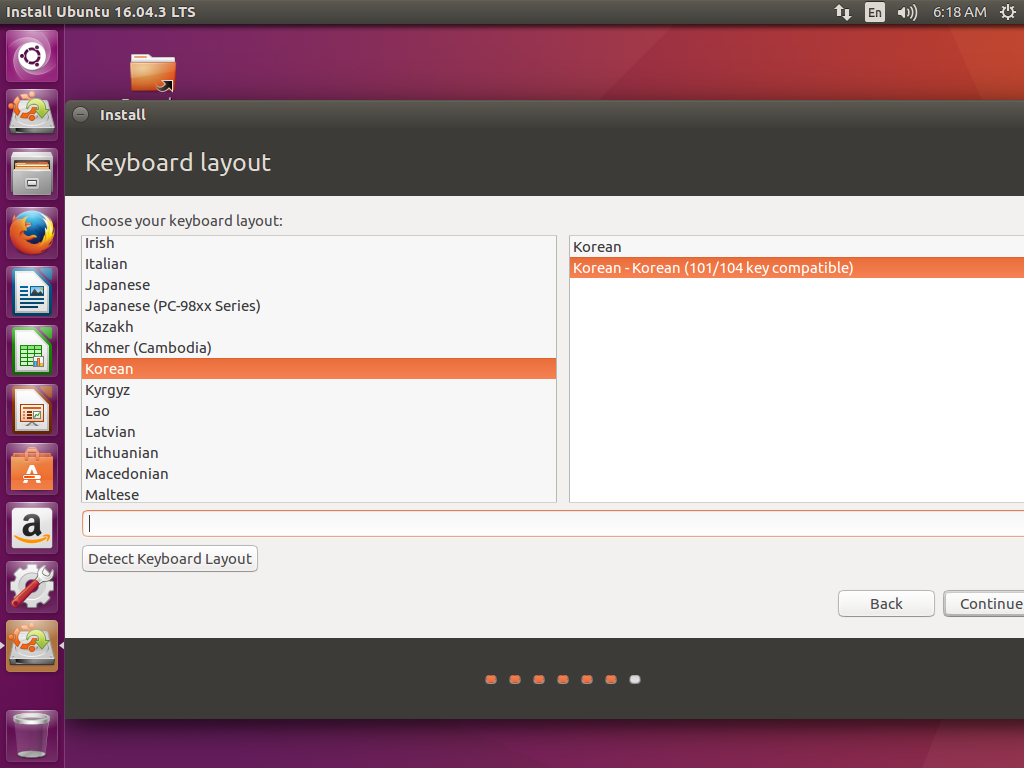 Install Ubuntu 16.04.3 LTS
En
6:18 AM
Install
Keyboard layout
Choose your keyboard layout:
Irish
Italian
Japanese
Japanese (PC-98xx Series)
Kazakh
Khmer (Cambodia)
Korean
Kyrgyz
Lao
Latvian
Lithuanian
Macedonian
Maltese
Korean
Korean - Korean (101/104 key compatible)
Detect Keyboard Layout
Back
Continue